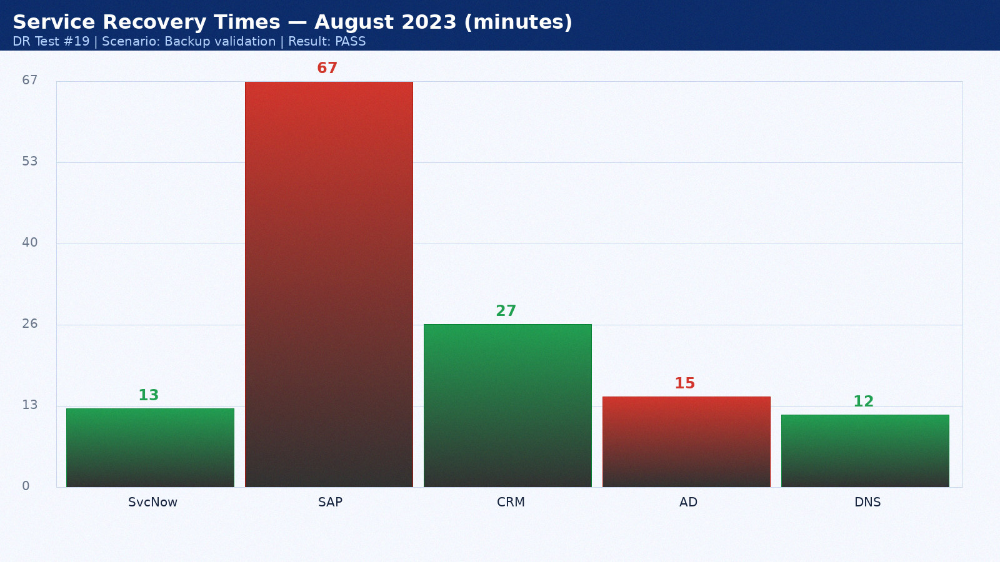 Service Recovery Times — August 2023 (minutes)
DR Test #19 | Scenario: Backup validation | Result: PASS
67
67
53
40
26
27
13
13
15
12
0
SvcNow
SAP
CRM
AD
DNS